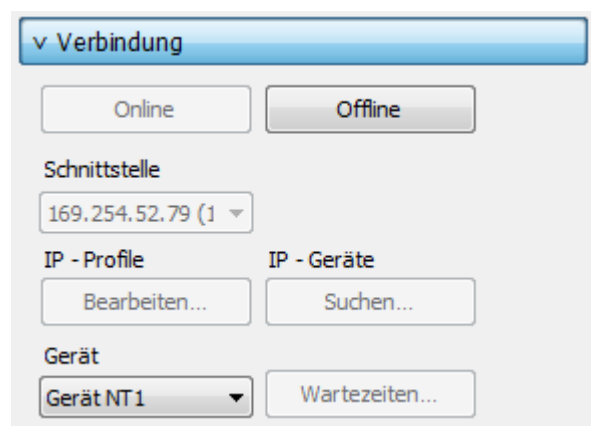 Verbindung
Online Offline
Schnittstelle
169.254.52.79 (1
IP - Profile IP - Geräte
Bearbeiten... Suchen...
Gerät
Gerät NT1 Wartezeiten...